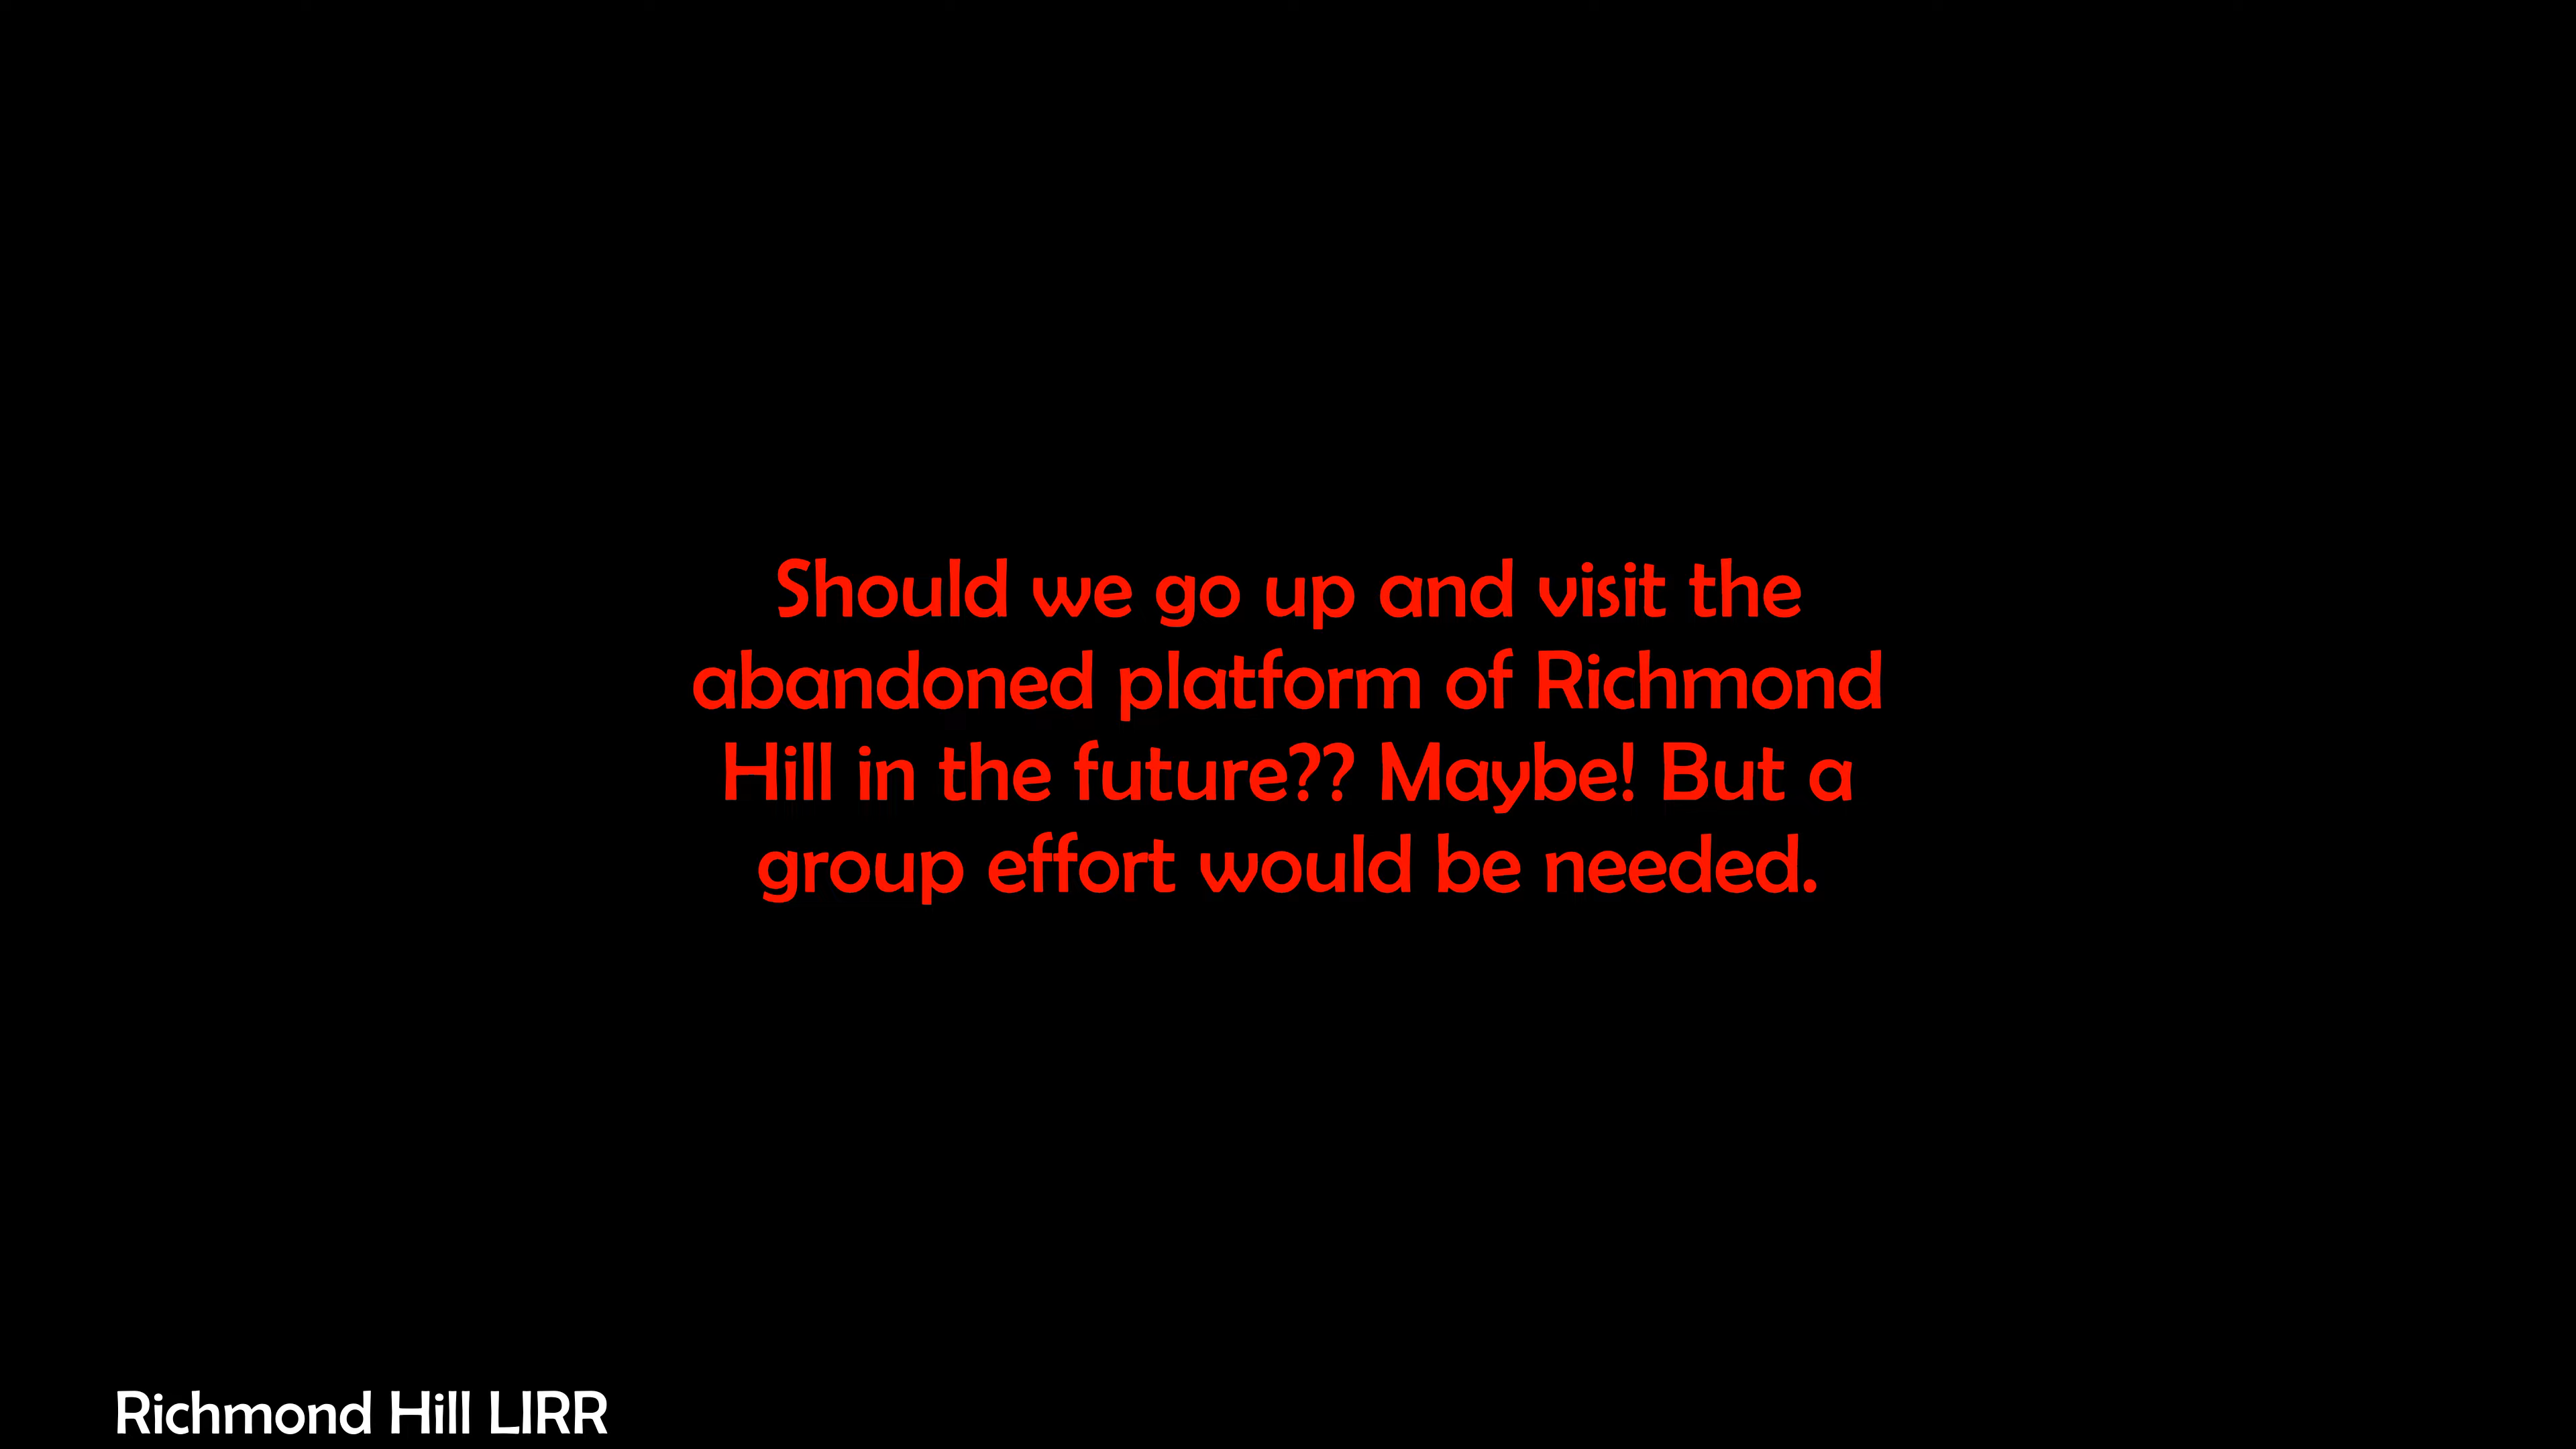 Should we go up and visit the
abandoned platform of Richmond
Hill in the future?? Maybe! But a
group effort would be needed.
Richmond Hill LIRR